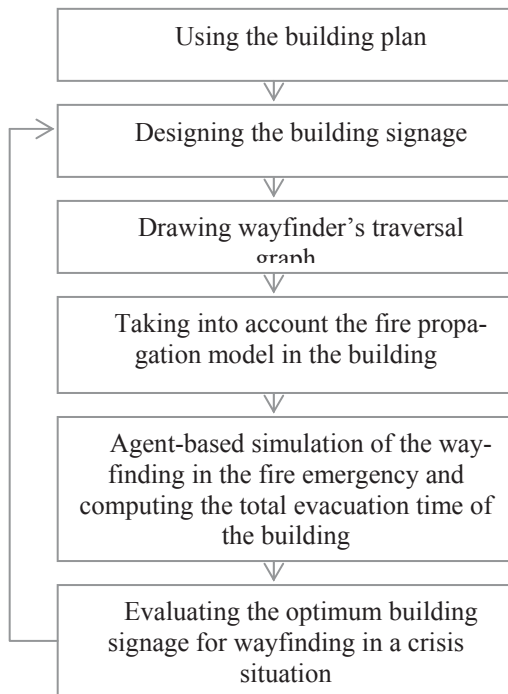 Using the building plan
Designing the building signage
Drawing wayfinder's traversal
graph
Taking into account the fire propa-
gation model in the building
Agent-based simulation of the way-
finding in the fire emergency and
computing the total evacuation time of
the building
Evaluating the optimum building
signage for wayfinding in a crisis
situation